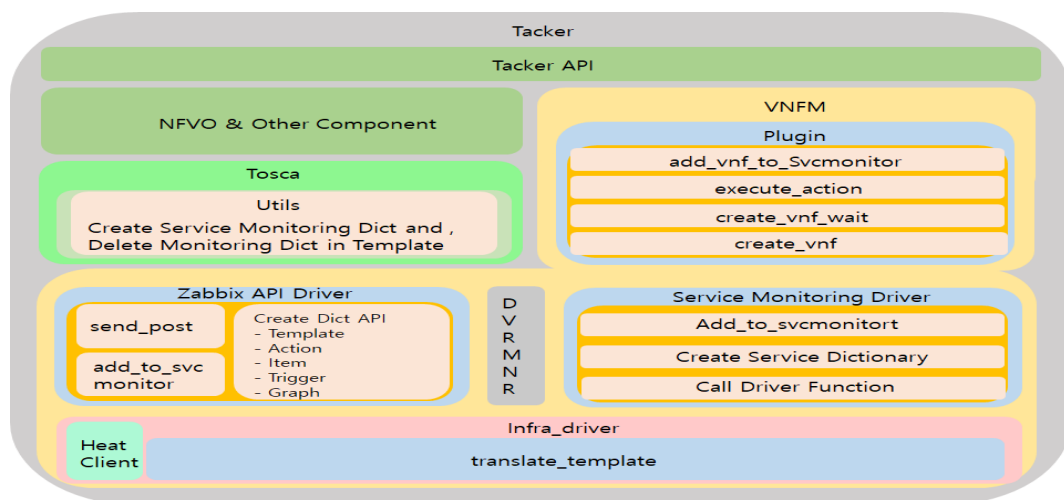 Tacker
Tacker API
NFVO & Other Component
VNFM
Plugin
add_vnf_to_Svcmonitor
execute_action
create_vnf_wait
create_vnf
Tosca
Utils
Create Service Monitoring Dict and ,
Delete Monitoring Dict in Template
Zabbix API Driver
send_post
add_to_svc
monitor
Create Dict API
- Template
- Action
- Item
- Trigger
- Graph
D
V
R
M
N
R
Service Monitoring Driver
Add_to_svcmonitort
Create Service Dictionary
Call Driver Function
Infra_driver
Heat
Client
translate_template